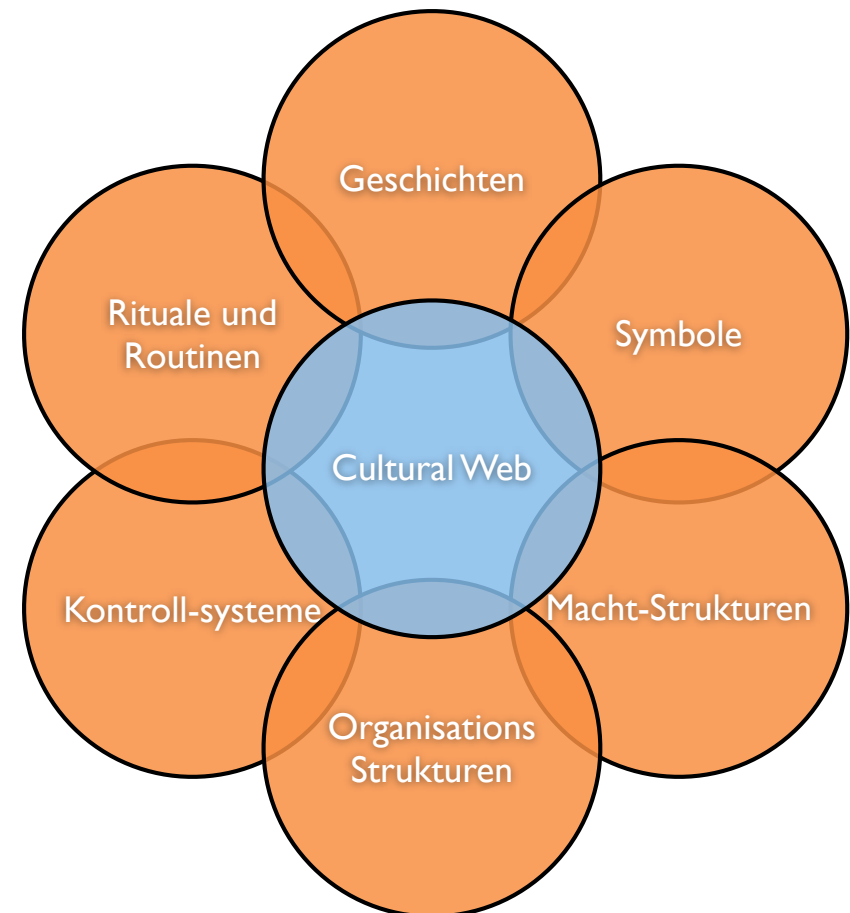 Geschichten
Rituale und
Routinen
Symbole
Cultural Web
Kontroll-systeme
Macht-Strukturen
Organisations
Strukturen